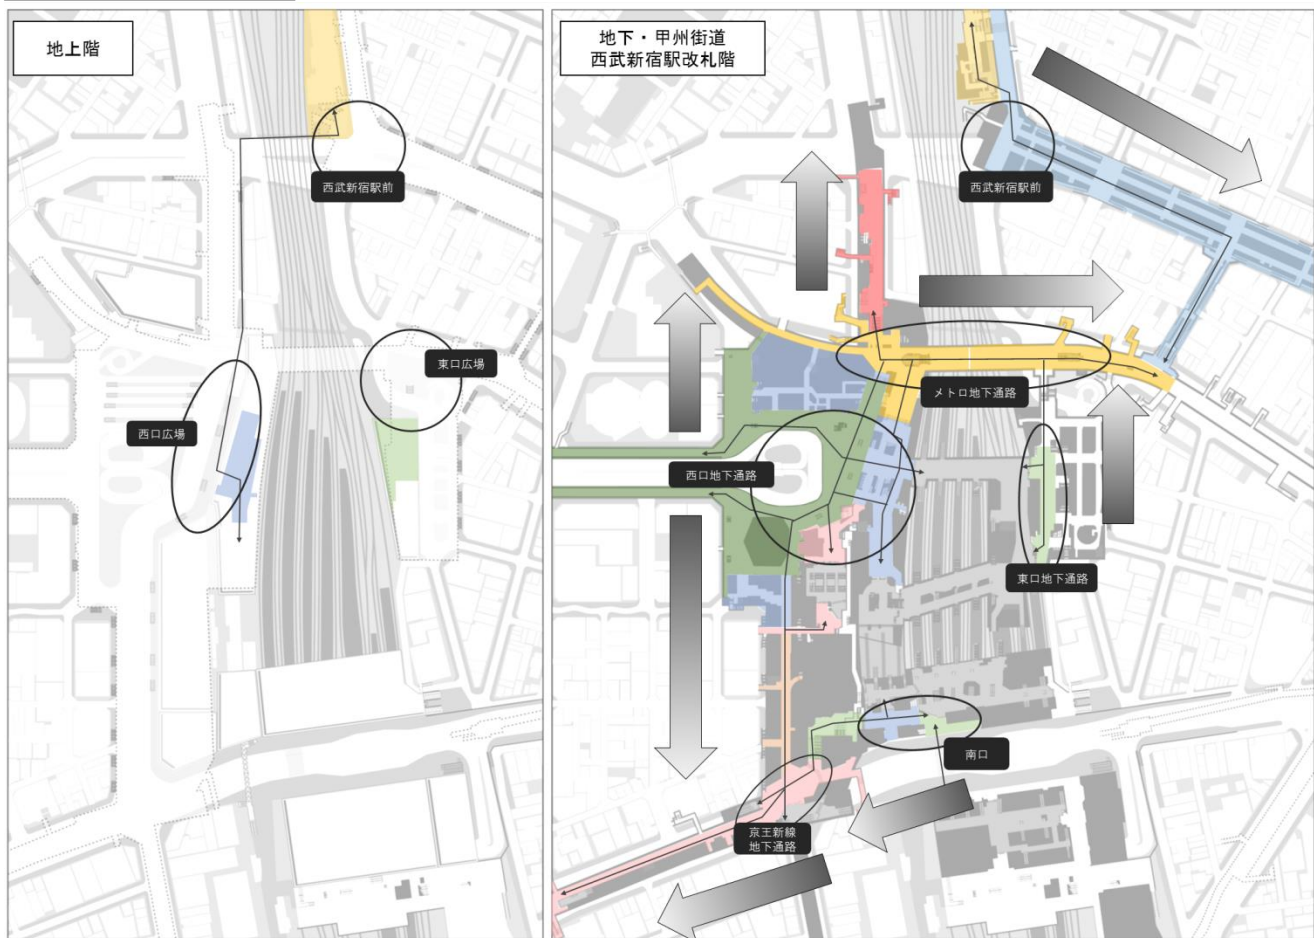 地上階
西武新宿駅前
東口広場
西口広場
地下・甲州街道
西武新宿駅改札階
西武新宿駅前
メトロ地下通路
西口地下通路
東口地下通路
南口
京王新線
地下通路